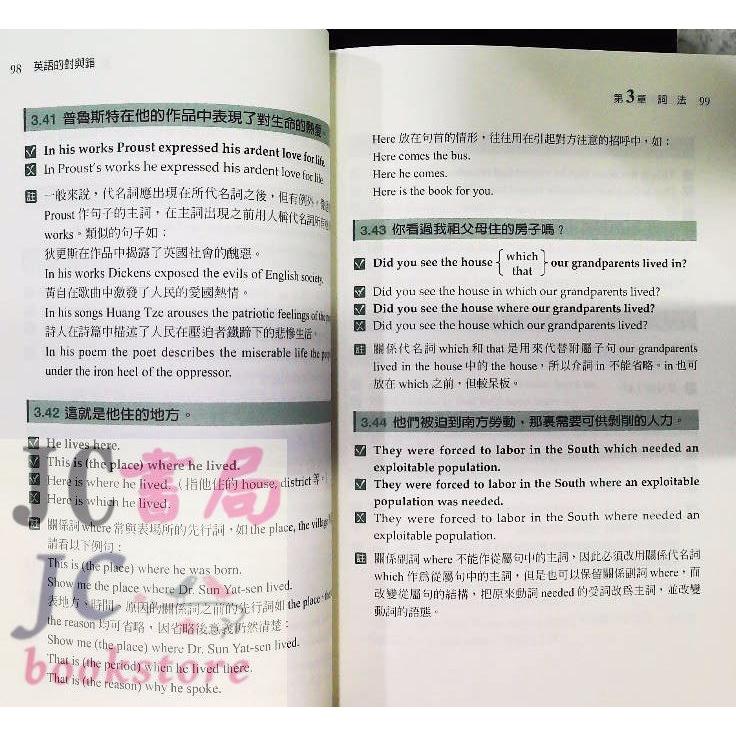 98 英語的對與錯
3.41 普魯斯特在他的作品中表現了對生命的熱愛。
In his works Proust expressed his ardent love for life.
In Proust's works he expressed his ardent love for life.
註 一般來說，代名詞應出現在所代名詞之後，但有例外。
Proust 作句子的主詞，在主詞出現之前用人稱代名詞所有
works。類似的句子如：
狄更斯在作品中揭露了英國社會的醜惡。
In his works Dickens exposed the evils of English society.
黃自在歌曲中激發了人民的愛國熱情。
In his songs Huang Tze arouses the patriotic feelings of the
詩人在詩篇中描述了人民在壓迫者鐵蹄下的悲慘生活。
In his poem the poet describes the miserable life the
under the iron heel of the oppressor.
3.42 這就是他住的地方。
He lives here.
This is (the place) where he lived.
Here is where he lived.（指他住的 house, district 等。）
Here is which he lived.
註 關係詞 where 常與表場所的先行詞，如 the place, the village
請看以下例句：
This is (the place) where he was born.
Show me the place where Dr. Sun Yat-sen lived.
表地方、時間、原因的關係詞之前的先行詞如 the place,
the reason 均可省略，因省略後意義仍然清楚：
Show me (the place) where Dr. Sun Yat-sen lived.
That is (the period) when he lived there.
That is (the reason) why he spoke.
JC書局
JC
bookstore
第3章 詞 法 99
Here 放在句首的情形，往往用在引起對方注意的招呼中，如：
Here comes the bus.
Here he comes.
Here is the book for you.
3.43 你看過我祖父母住的房子嗎？
Did you see the house { which that } our grandparents lived in?
Did you see the house in which our grandparents lived?
Did you see the house where our grandparents lived?
Did you see the house which our grandparents lived?
註 關係代名詞 which 和 that 是用來代替附屬子句 our grandparents
lived in the house 中的 the house，所以介詞 in 不能省略。in 也可
放在 which 之前，但較呆板。
3.44 他們被迫到南方勞動，那裏需要可供剝削的人力。
They were forced to labor in the South which needed an
exploitable population.
They were forced to labor in the South where an exploitable
population was needed.
They were forced to labor in the South where needed an
exploitable population.
註 關係副詞 where 不能作從屬句中的主詞，因此必須改用關係代名詞
which 作為從屬句中的主詞，但是也可以保留關係副詞 where，而
改變從屬句的結構，把原來動詞 needed 的受詞改爲主詞，並改變
動詞的語態。